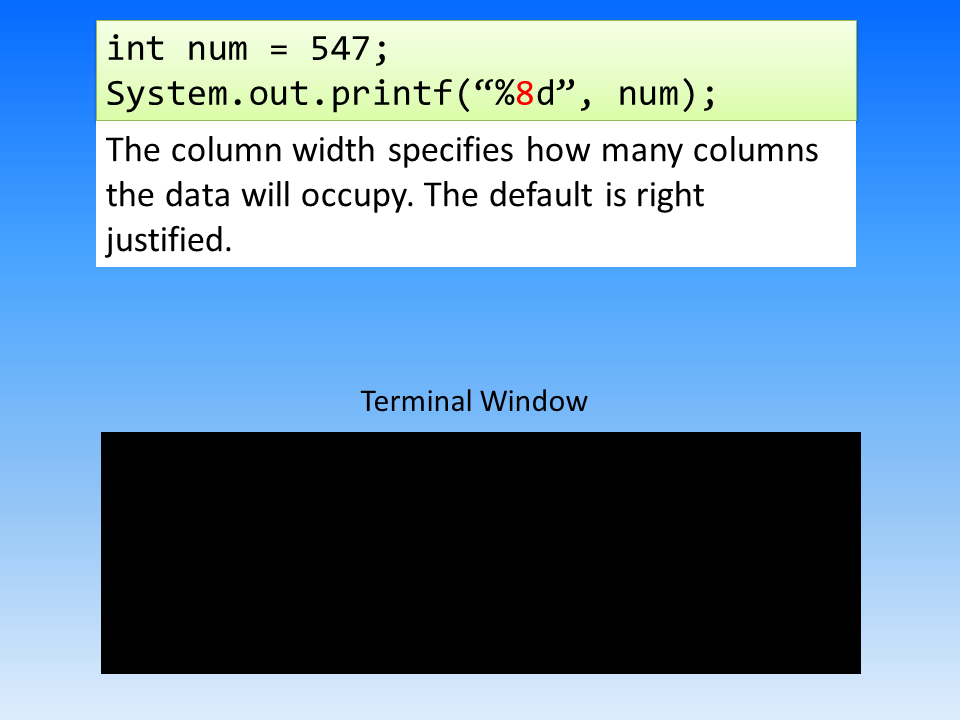 int num = 547;
System.out.printf(“%8d”, num);
The column width specifies how many columns
the data will occupy. The default is right
justified.
Terminal Window